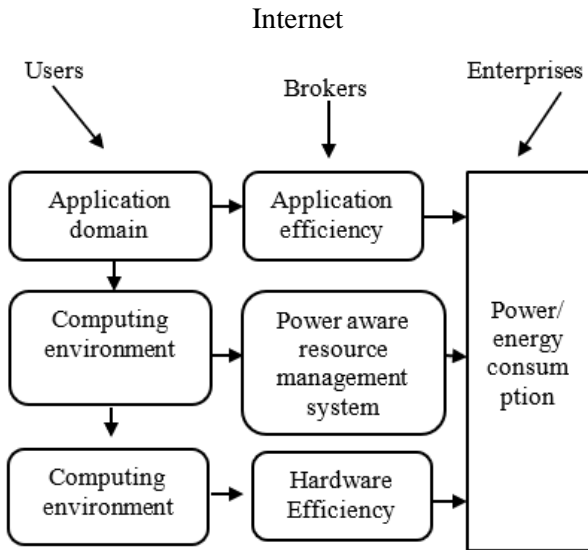 Internet
Users
Brokers
Enterprises
Application
domain
Application
efficiency
Computing
environment
Power aware
resource
management
system
Power/
energy
consum
ption
Computing
environment
Hardware
Efficiency